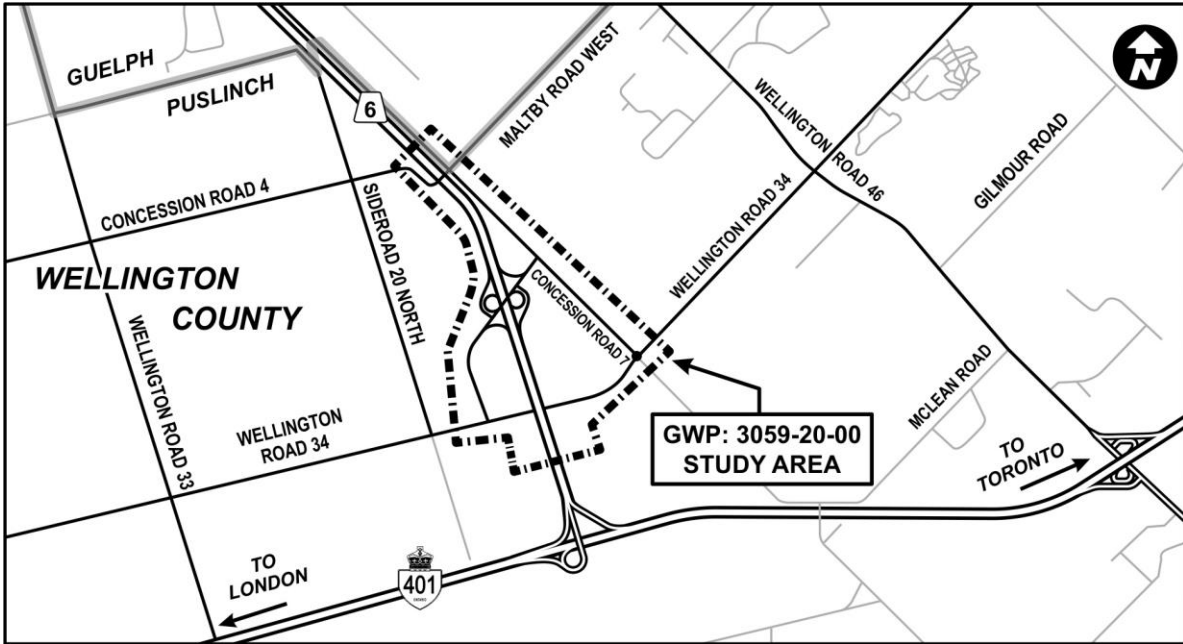 GUELPH
PUSLINCH
6
MALTBY ROAD WEST
N
WELLINGTON ROAD 46
GILMOUR ROAD
CONCESSION ROAD 4
SIDEROAD 20 NORTH
WELLINGTON ROAD 34
WELLINGTON
COUNTY
CONCESSION ROAD 7
WELLINGTON ROAD 33
WELLINGTON
ROAD 34
MCLEAN ROAD
GWP: 3059-20-00
STUDY AREA
TO
TORONTO
TO
LONDON
401